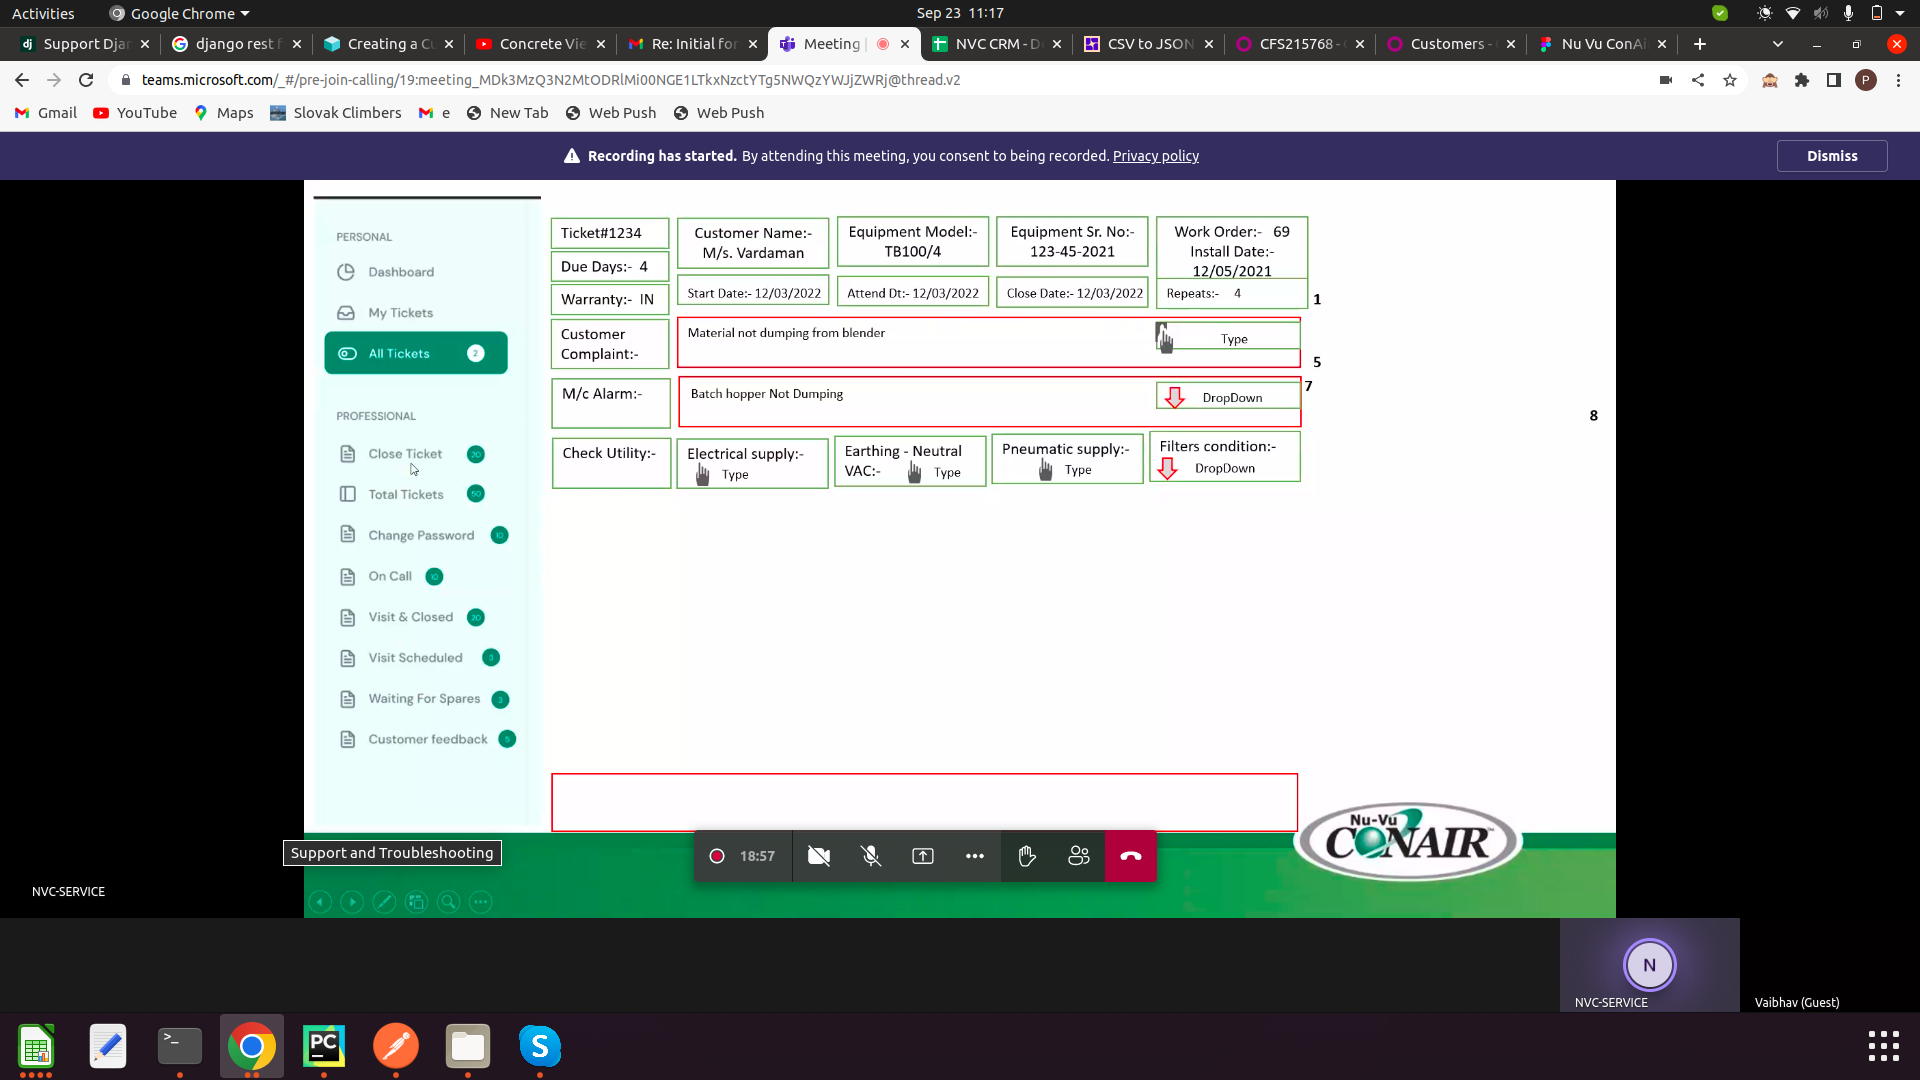 Activities
Google Chrome
Sep 23 11:17
Support Djan
django rest f
Creating a Cu
Concrete Vie
Re: Initial for
Meeting |
NVC CRM - D
CSV to JSON
CFS215768 -
Customers -
Nu Vu ConAi
teams.microsoft.com/_#/pre-join-calling/19:meeting_MDk3MzQ3N2MtODRlMi00NGE1LTkxNzctYTg5NWQzYWJjZWRj@thread.v2
P
Gmail
YouTube
Maps
Slovak Climbers
e
New Tab
Web Push
Web Push
Recording has started. By attending this meeting, you consent to being recorded. Privacy policy
Dismiss
PERSONAL
Dashboard
My Tickets
All Tickets 2
PROFESSIONAL
Close Ticket 20
Total Tickets 50
Change Password 10
On Call 10
Visit & Closed 20
Visit Scheduled 3
Waiting For Spares 3
Customer feedback 5
Ticket#1234
Due Days:- 4
Warranty:- IN
Customer Name:-
M/s. Vardaman
Equipment Model:-
TB100/4
Equipment Sr. No:-
123-45-2021
Work Order:- 69
Install Date:-
12/05/2021
Start Date:- 12/03/2022
Attend Dt:- 12/03/2022
Close Date:- 12/03/2022
Repeats:- 4
1
Customer
Complaint:-
Material not dumping from blender
Type
5
M/c Alarm:-
Batch hopper Not Dumping
DropDown
7
8
Check Utility:-
Electrical supply:-
Type
Earthing - Neutral
VAC:- Type
Pneumatic supply:-
Type
Filters condition:-
DropDown
Nu-Vu
CONAIR
Support and Troubleshooting
18:57
NVC-SERVICE
N
NVC-SERVICE
Vaibhav (Guest)
>_
PC
S